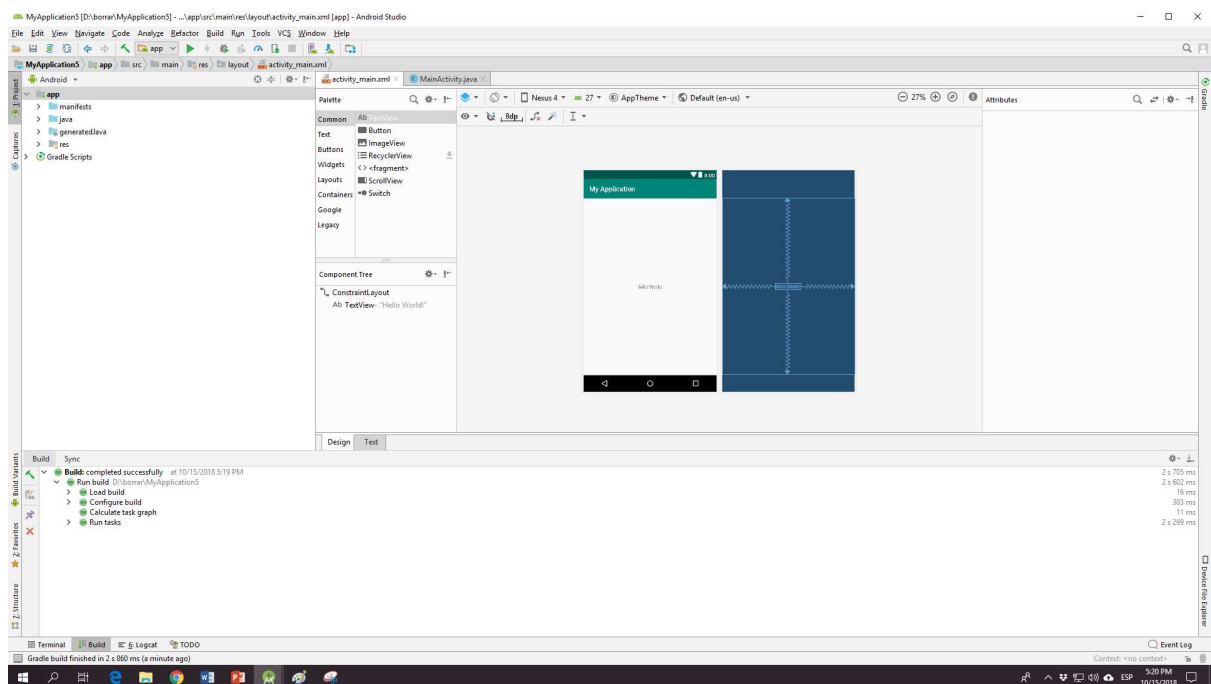 MyApplication5 [D:\borrar\MyApplication5] - ...\app\src\main\res\layout\activity_main.xml [app] - Android Studio
File Edit View Navigate Code Analyze Refactor Build Run Tools VCS Window Help
app
MyApplication5 app src main res layout activity_main.xml
Android
activity_main.xml MainActivity.java
1: Project
Captures
Build Variants
2: Favorites
Z: Structure
app
manifests
java
generatedJava
res
Gradle Scripts
Palette
Common
Text
Buttons
Widgets
Layouts
Containers
Google
Legacy
Ab TextView
Button
ImageView
RecyclerView
<> <fragment>
ScrollView
Switch
Component Tree
ConstraintLayout
Ab TextView- "Hello World!"
Nexus 4 27 AppTheme Default (en-us)
27%
8dp
8:00
My Application
Hello World!
Design Text
Attributes
Gradle
Device File Explorer
Build Sync
Build: completed successfully at 10/15/2018 5:19 PM 2 s 705 ms
Run build D:\borrar\MyApplication5 2 s 602 ms
Load build 16 ms
Configure build 303 ms
Calculate task graph 11 ms
Run tasks 2 s 269 ms
Terminal Build 6: Logcat TODO Event Log
Gradle build finished in 2 s 860 ms (a minute ago) Context: <no context>
ESP
5:20 PM
10/15/2018